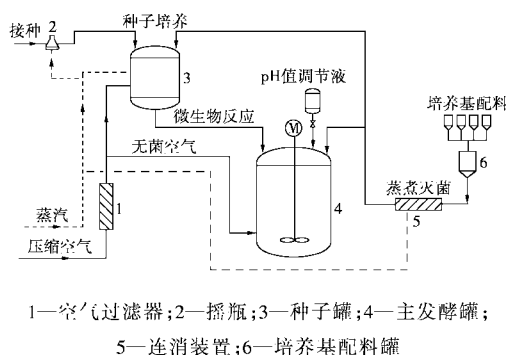 接种
2
种子培养
3
pH值调节液
微生物反应
M
无菌空气
4
培养基配料
6
蒸煮灭菌
5
1
蒸汽
压缩空气
1—空气过滤器;2—摇瓶;3—种子罐;4—主发酵罐;
5—连消装置;6—培养基配料罐